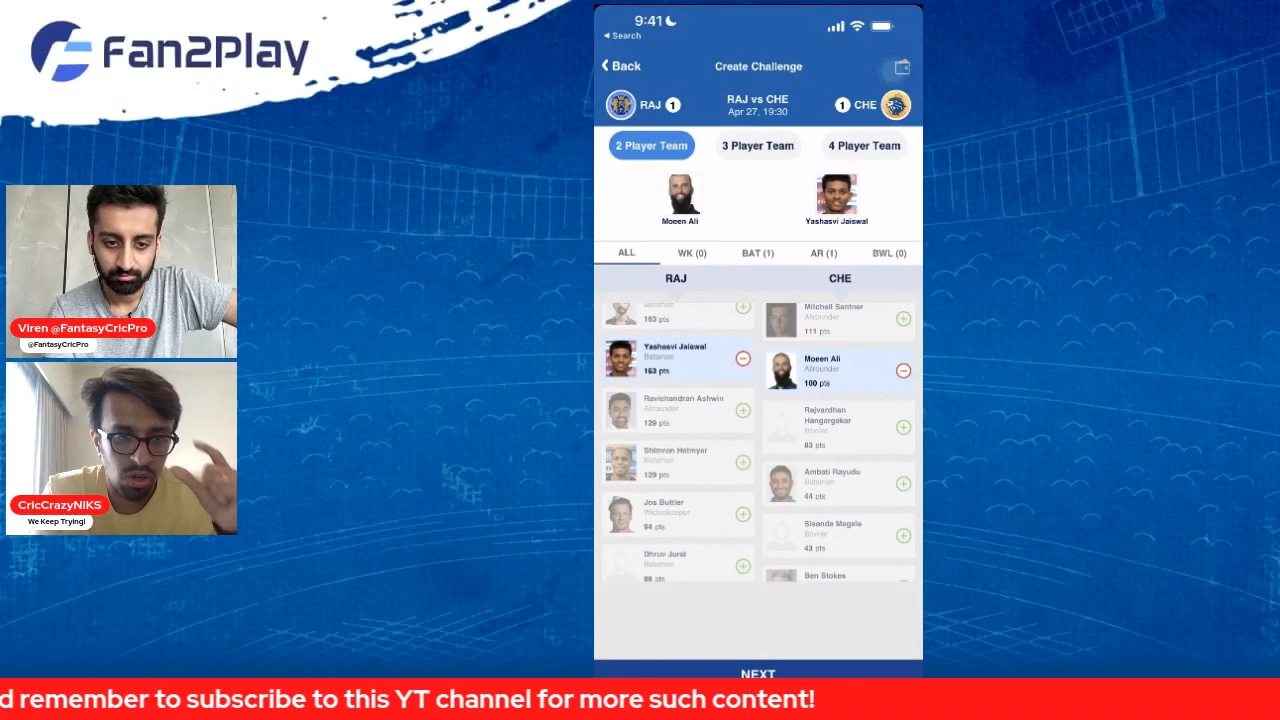 Fan2Play
9:41
Search
Back
Create Challenge
RAJ 1
RAJ vs CHE
Apr 27, 19:30
1 CHE
2 Player Team
3 Player Team
4 Player Team
Moeen Ali
Yashasvi Jaiswal
ALL
WK (0)
BAT (1)
AR (1)
BWL (0)
RAJ
CHE
Batsman
183 pts
Mitchell Santner
Allrounder
111 pts
Yashasvi Jaiswal
Batsman
163 pts
Moeen Ali
Allrounder
100 pts
Ravichandran Ashwin
Allrounder
129 pts
Rajvardhan
Hangargekar
Bowler
83 pts
Shimron Hetmyer
Batsman
129 pts
Ambati Rayudu
Batsman
44 pts
Jos Buttler
Wicketkeeper
94 pts
Sisanda Magala
Bowler
43 pts
Dhruv Jurel
Batsman
88 pts
Ben Stokes
NEXT
Viren @FantasyCricPro
@FantasyCricPro
CricCrazyNIKS
We Keep Trying!
d remember to subscribe to this YT channel for more such content!